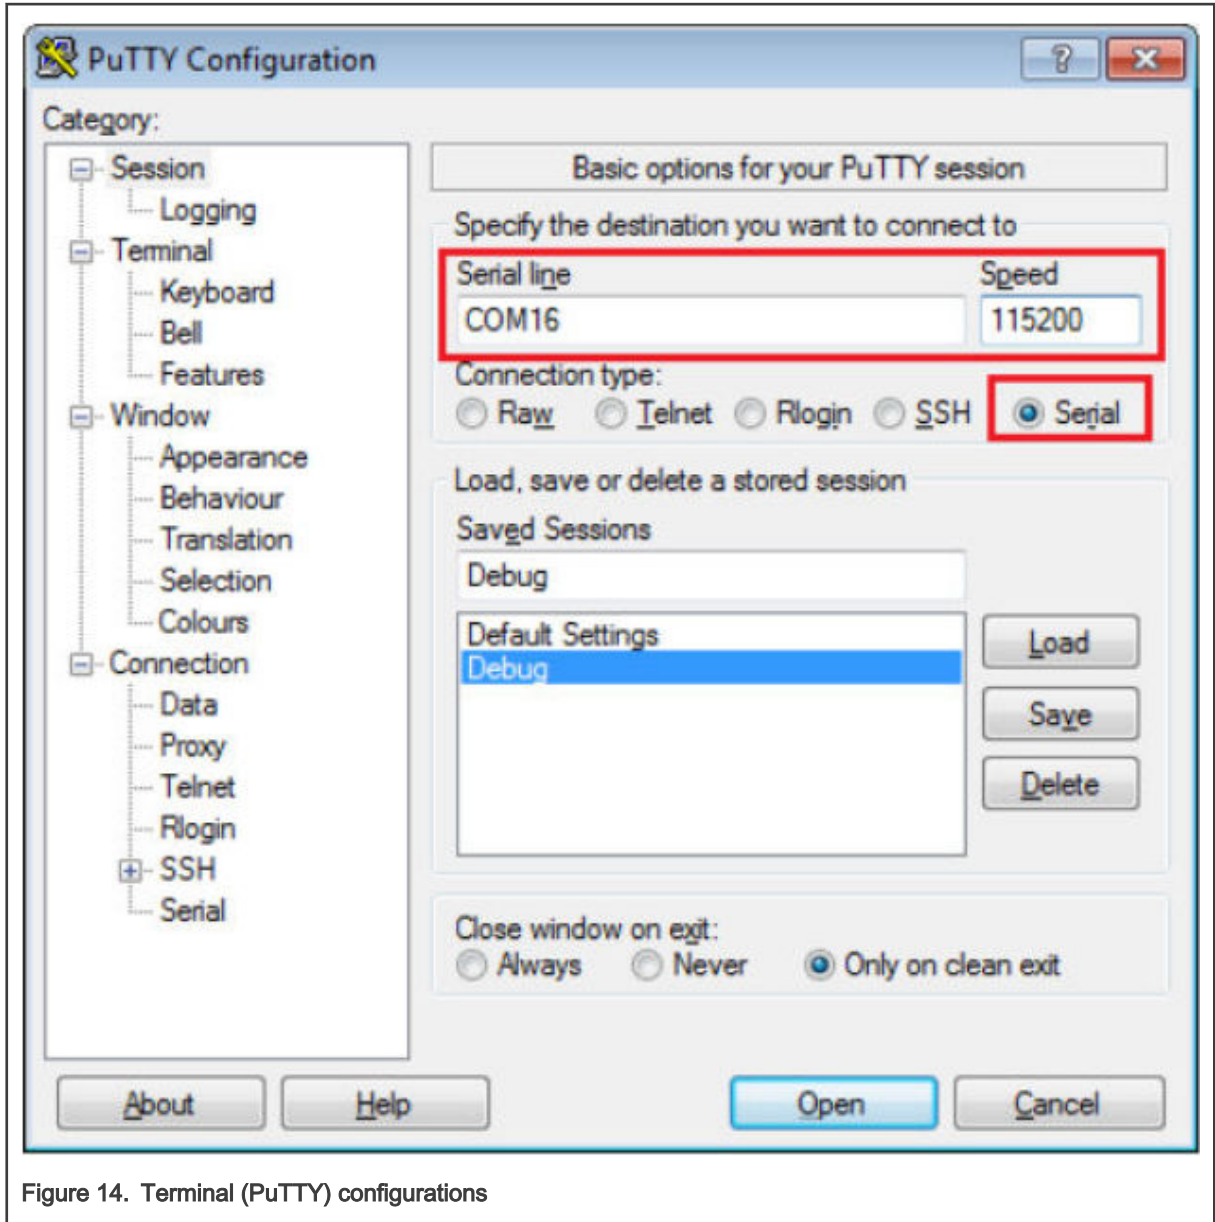 PuTTY Configuration
Category:
Session
Logging
Terminal
Keyboard
Bell
Features
Window
Appearance
Behaviour
Translation
Selection
Colours
Connection
Data
Proxy
Telnet
Rlogin
SSH
Serial
Basic options for your PuTTY session
Specify the destination you want to connect to
Serial line Speed
COM16 115200
Connection type:
Raw Telnet Rlogin SSH Serial
Load, save or delete a stored session
Saved Sessions
Debug
Default Settings
Debug
Load
Save
Delete
Close window on exit:
Always Never Only on clean exit
About Help Open Cancel
Figure 14. Terminal (PuTTY) configurations